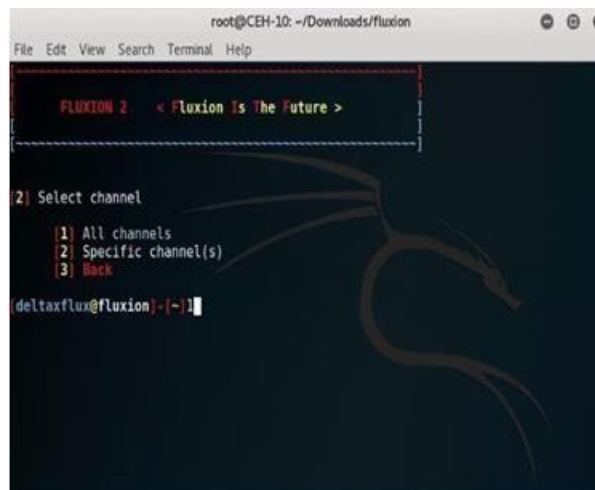 root@CEH-10: ~/Downloads/fluxion
File Edit View Search Terminal Help
FLUXION 2 < Fluxion Is The Future >
[2] Select channel
[1] All channels
[2] Specific channel(s)
[3] Back
[deltaxflux@fluxion]-[~]1